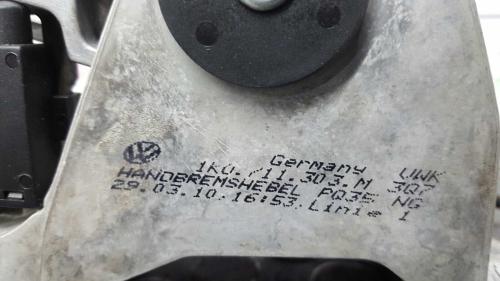 Germany UWK
1K0.711.303.M 3Q7
HANDBREMSHEBEL PQ35 NG
29.03.10.16:53.Linie 1